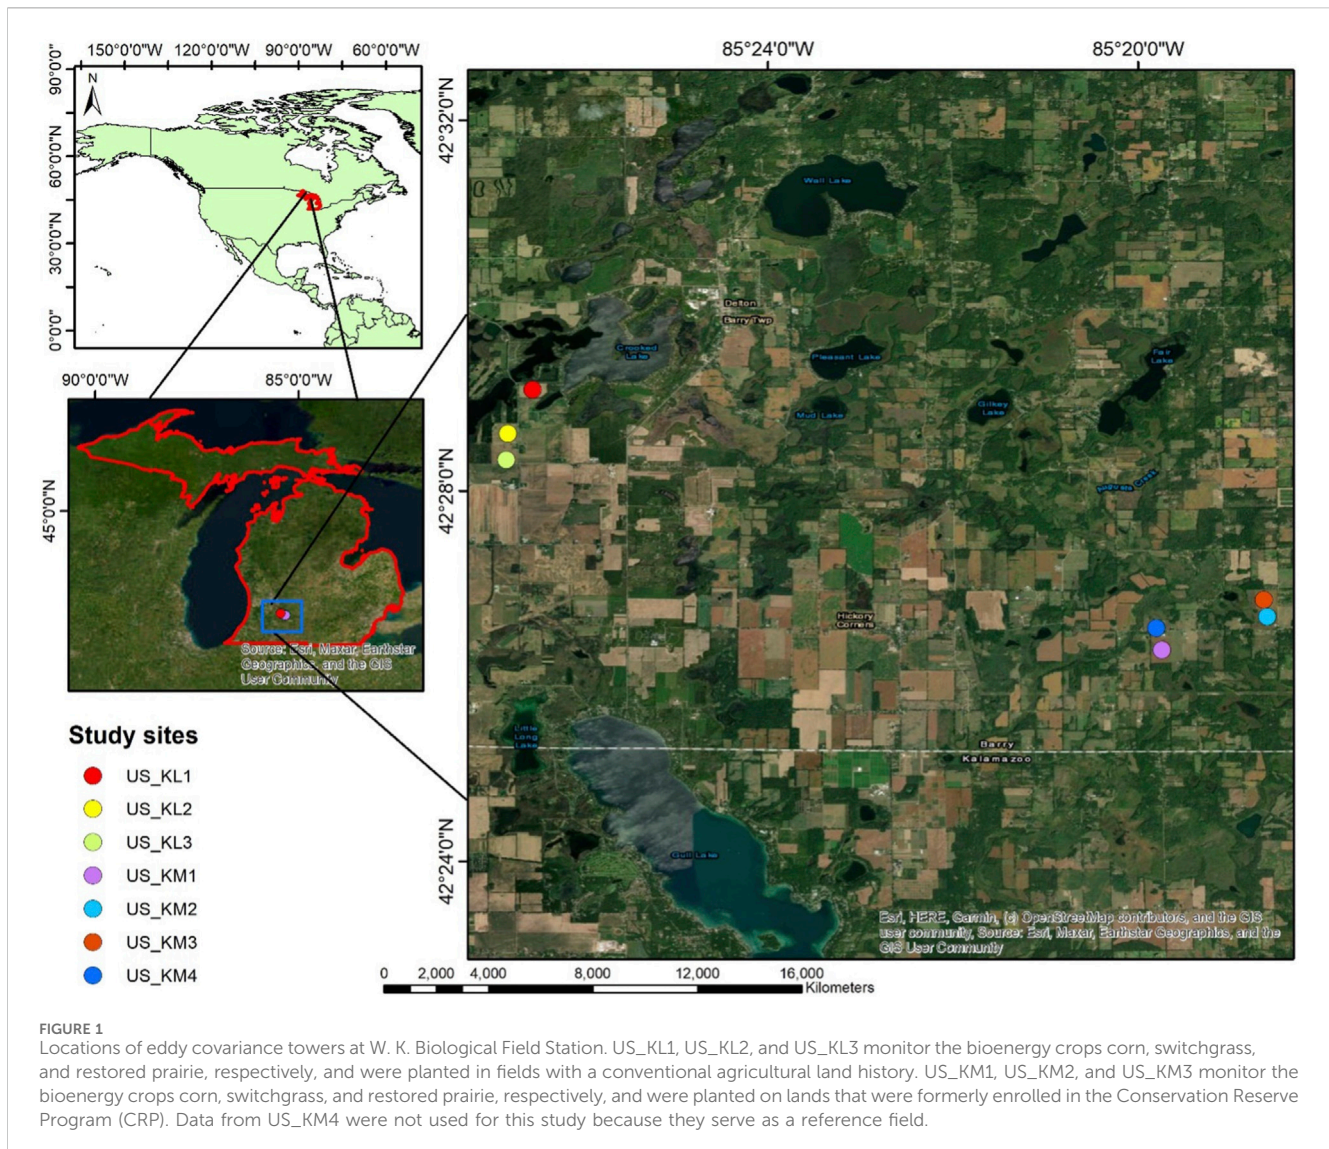 150°0'0"W 120°0'0"W 90°0'0"W 60°0'0"W
90°0'0"
60°0'0"N
30°0'0"N
0°0'0"
N
85°24'0"W 85°20'0"W
42°32'0"N
42°28'0"N
42°24'0"N
90°0'0"W 85°0'0"W
45°0'0"N
Source: Esri, Maxar, Earthstar
Geographics, and the GIS
User Community
Wall Lake
Delton
Barry Twp
Crooked
Lake
Pleasant Lake
Fair
Lake
Mud Lake
Gilkey
Lake
Hickory
Corners
Little
Long
Lake
Barry
Kalamazoo
Gull Lake
Esri, HERE, Garmin, (c) OpenStreetMap contributors, and the GIS
user community, Source: Esri, Maxar, Earthstar Geographics, and the
GIS User Community
Study sites
US_KL1
US_KL2
US_KL3
US_KM1
US_KM2
US_KM3
US_KM4
0 2,000 4,000 8,000 12,000 16,000
Kilometers
FIGURE 1
Locations of eddy covariance towers at W. K. Biological Field Station. US_KL1, US_KL2, and US_KL3 monitor the bioenergy crops corn, switchgrass,
and restored prairie, respectively, and were planted in fields with a conventional agricultural land history. US_KM1, US_KM2, and US_KM3 monitor the
bioenergy crops corn, switchgrass, and restored prairie, respectively, and were planted on lands that were formerly enrolled in the Conservation Reserve
Program (CRP). Data from US_KM4 were not used for this study because they serve as a reference field.